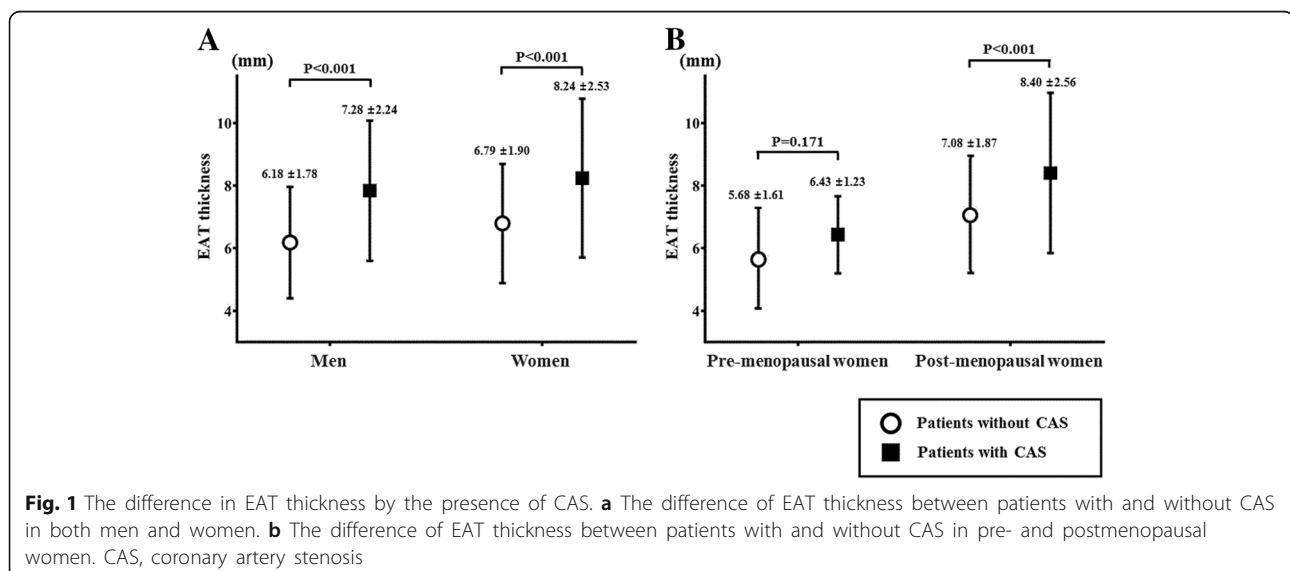 A
B
(mm)
(mm)
P<0.001
P<0.001
P<0.001
7.28 ±2.24
8.24 ±2.53
8.40 ±2.56
10
10
P=0.171
6.18 ±1.78
6.79 ±1.90
7.08 ±1.87
5.68 ±1.61
6.43 ±1.23
EAT thickness
EAT thickness
8
8
6
6
4
4
Men
Women
Pre-menopausal women
Post-menopausal women
Patients without CAS
Patients with CAS
Fig. 1 The difference in EAT thickness by the presence of CAS. a The difference of EAT thickness between patients with and without CAS
in both men and women. b The difference of EAT thickness between patients with and without CAS in pre- and postmenopausal
women. CAS, coronary artery stenosis